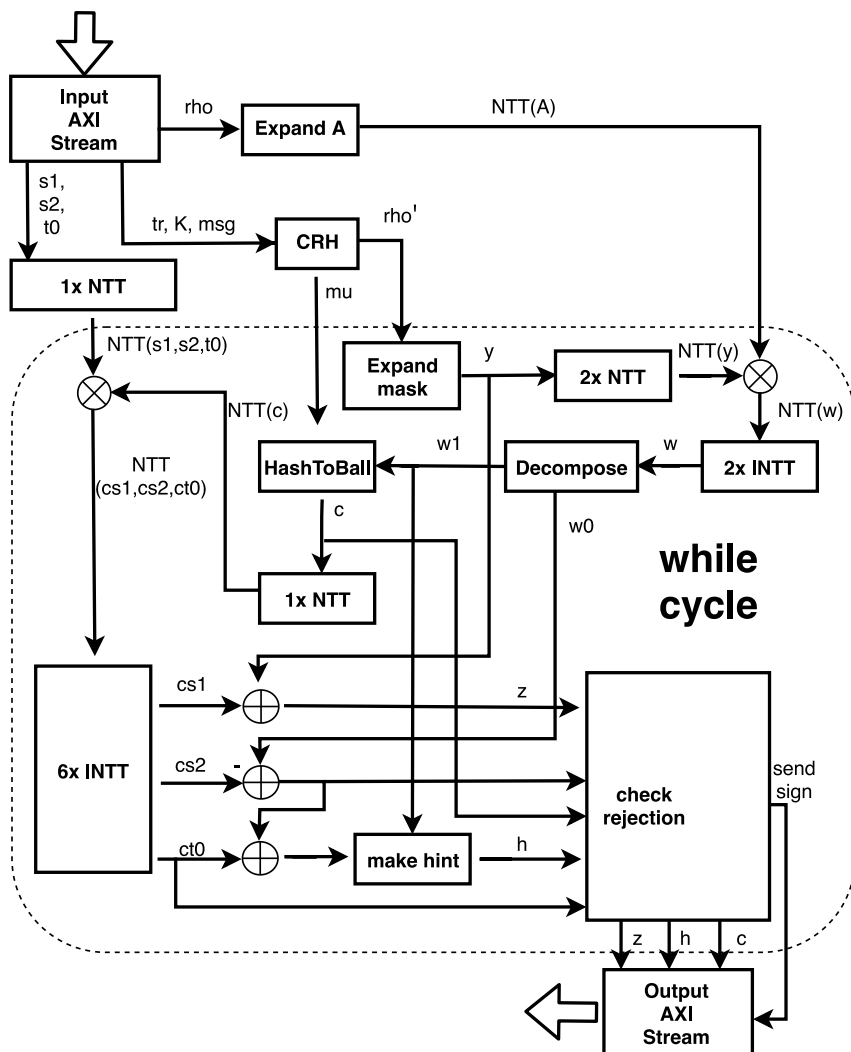 Input
AXI
Stream
rho
Expand A
NTT(A)
s1,
s2,
t0
tr, K, msg
CRH
rho'
1x NTT
mu
NTT(s1,s2,t0)
Expand
mask
y
2x NTT
NTT(y)
NTT(c)
NTT(w)
NTT
(cs1,cs2,ct0)
HashToBall
w1
Decompose
w
2x INTT
c
w0
1x NTT
while
cycle
6x INTT
cs1
z
cs2
-
check
rejection
send
sign
ct0
make hint
h
z
h
c
Output
AXI
Stream